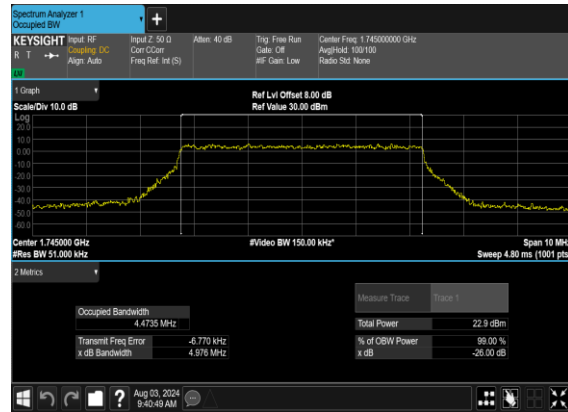 Spectrum Analyzer 1
Occupied BW
KEYSIGHT Input: RF Input Z: 50 Ω Atten: 40 dB Trig: Free Run Center Freq: 1.745000000 GHz
R T Coupling: DC Corr CCorr Gate: Off Avg|Hold: 100/100
Align: Auto Freq Ref: Int (S) #IF Gain: Low Radio Std: None
1 Graph
Scale/Div 10.0 dB Ref Lvl Offset 8.00 dB
Ref Value 30.00 dBm
Log
20.0
10.0
0.00
-10.0
-20.0
-30.0
-40.0
-50.0
-60.0
Center 1.745000 GHz #Video BW 150.00 kHz* Span 10 MHz
#Res BW 51.000 kHz Sweep 4.80 ms (1001 pts
2 Metrics
Measure Trace Trace 1
Occupied Bandwidth
4.4735 MHz Total Power 22.9 dBm
Transmit Freq Error -6.770 kHz % of OBW Power 99.00 %
x dB Bandwidth 4.976 MHz x dB -26.00 dB
Aug 03, 2024
9:40:49 AM